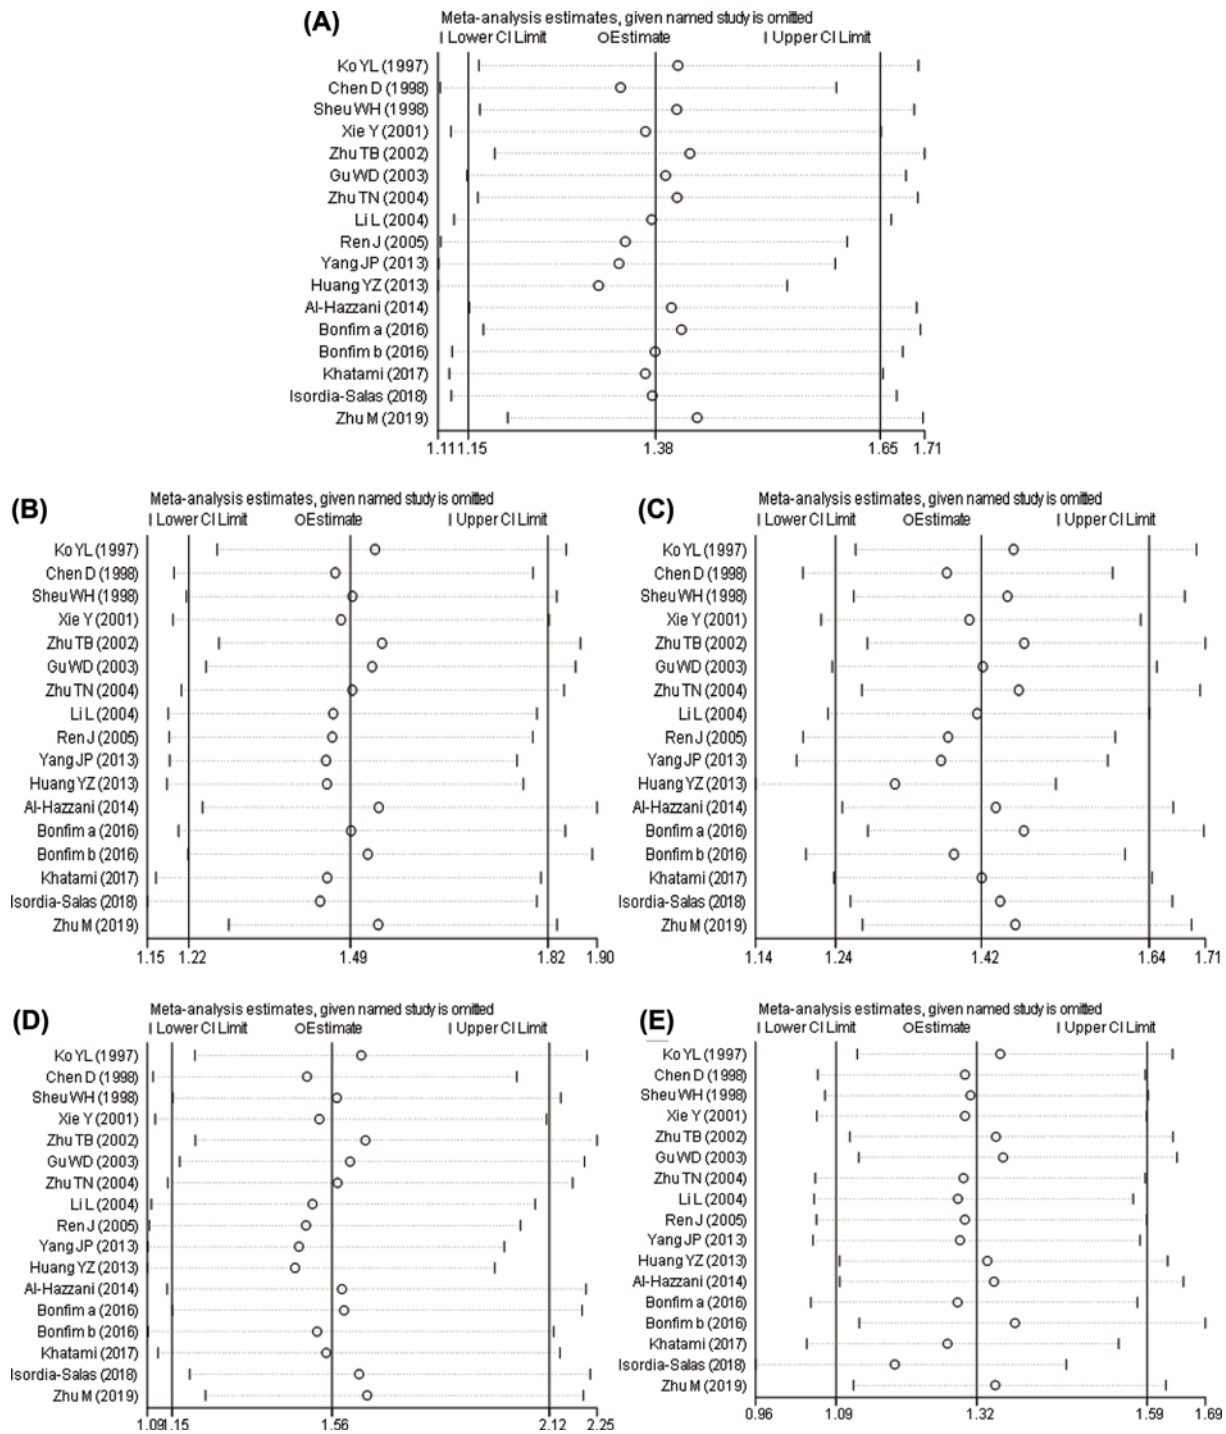 (A)
Meta-analysis estimates, given named study is omitted
Lower CI Limit Estimate Upper CI Limit
Ko YL (1997)
Chen D (1998)
Sheu WH (1998)
Xie Y (2001)
Zhu TB (2002)
Gu WD (2003)
Zhu TN (2004)
Li L (2004)
Ren J (2005)
Yang JP (2013)
Huang YZ (2013)
Al-Hazzani (2014)
Bonfim a (2016)
Bonfim b (2016)
Khatami (2017)
Isordia-Salas (2018)
Zhu M (2019)
1.11 1.15 1.38 1.65 1.71
(B)
Meta-analysis estimates, given named study is omitted
Lower CI Limit Estimate Upper CI Limit
Ko YL (1997)
Chen D (1998)
Sheu WH (1998)
Xie Y (2001)
Zhu TB (2002)
Gu WD (2003)
Zhu TN (2004)
Li L (2004)
Ren J (2005)
Yang JP (2013)
Huang YZ (2013)
Al-Hazzani (2014)
Bonfim a (2016)
Bonfim b (2016)
Khatami (2017)
Isordia-Salas (2018)
Zhu M (2019)
1.15 1.22 1.49 1.82 1.90
(C)
Meta-analysis estimates, given named study is omitted
Lower CI Limit Estimate Upper CI Limit
Ko YL (1997)
Chen D (1998)
Sheu WH (1998)
Xie Y (2001)
Zhu TB (2002)
Gu WD (2003)
Zhu TN (2004)
Li L (2004)
Ren J (2005)
Yang JP (2013)
Huang YZ (2013)
Al-Hazzani (2014)
Bonfim a (2016)
Bonfim b (2016)
Khatami (2017)
Isordia-Salas (2018)
Zhu M (2019)
1.14 1.24 1.42 1.64 1.71
(D)
Meta-analysis estimates, given named study is omitted
Lower CI Limit Estimate Upper CI Limit
Ko YL (1997)
Chen D (1998)
Sheu WH (1998)
Xie Y (2001)
Zhu TB (2002)
Gu WD (2003)
Zhu TN (2004)
Li L (2004)
Ren J (2005)
Yang JP (2013)
Huang YZ (2013)
Al-Hazzani (2014)
Bonfim a (2016)
Bonfim b (2016)
Khatami (2017)
Isordia-Salas (2018)
Zhu M (2019)
1.09 1.15 1.56 2.12 2.25
(E)
Meta-analysis estimates, given named study is omitted
Lower CI Limit Estimate Upper CI Limit
Ko YL (1997)
Chen D (1998)
Sheu WH (1998)
Xie Y (2001)
Zhu TB (2002)
Gu WD (2003)
Zhu TN (2004)
Li L (2004)
Ren J (2005)
Yang JP (2013)
Huang YZ (2013)
Al-Hazzani (2014)
Bonfim a (2016)
Bonfim b (2016)
Khatami (2017)
Isordia-Salas (2018)
Zhu M (2019)
0.96 1.09 1.32 1.59 1.69